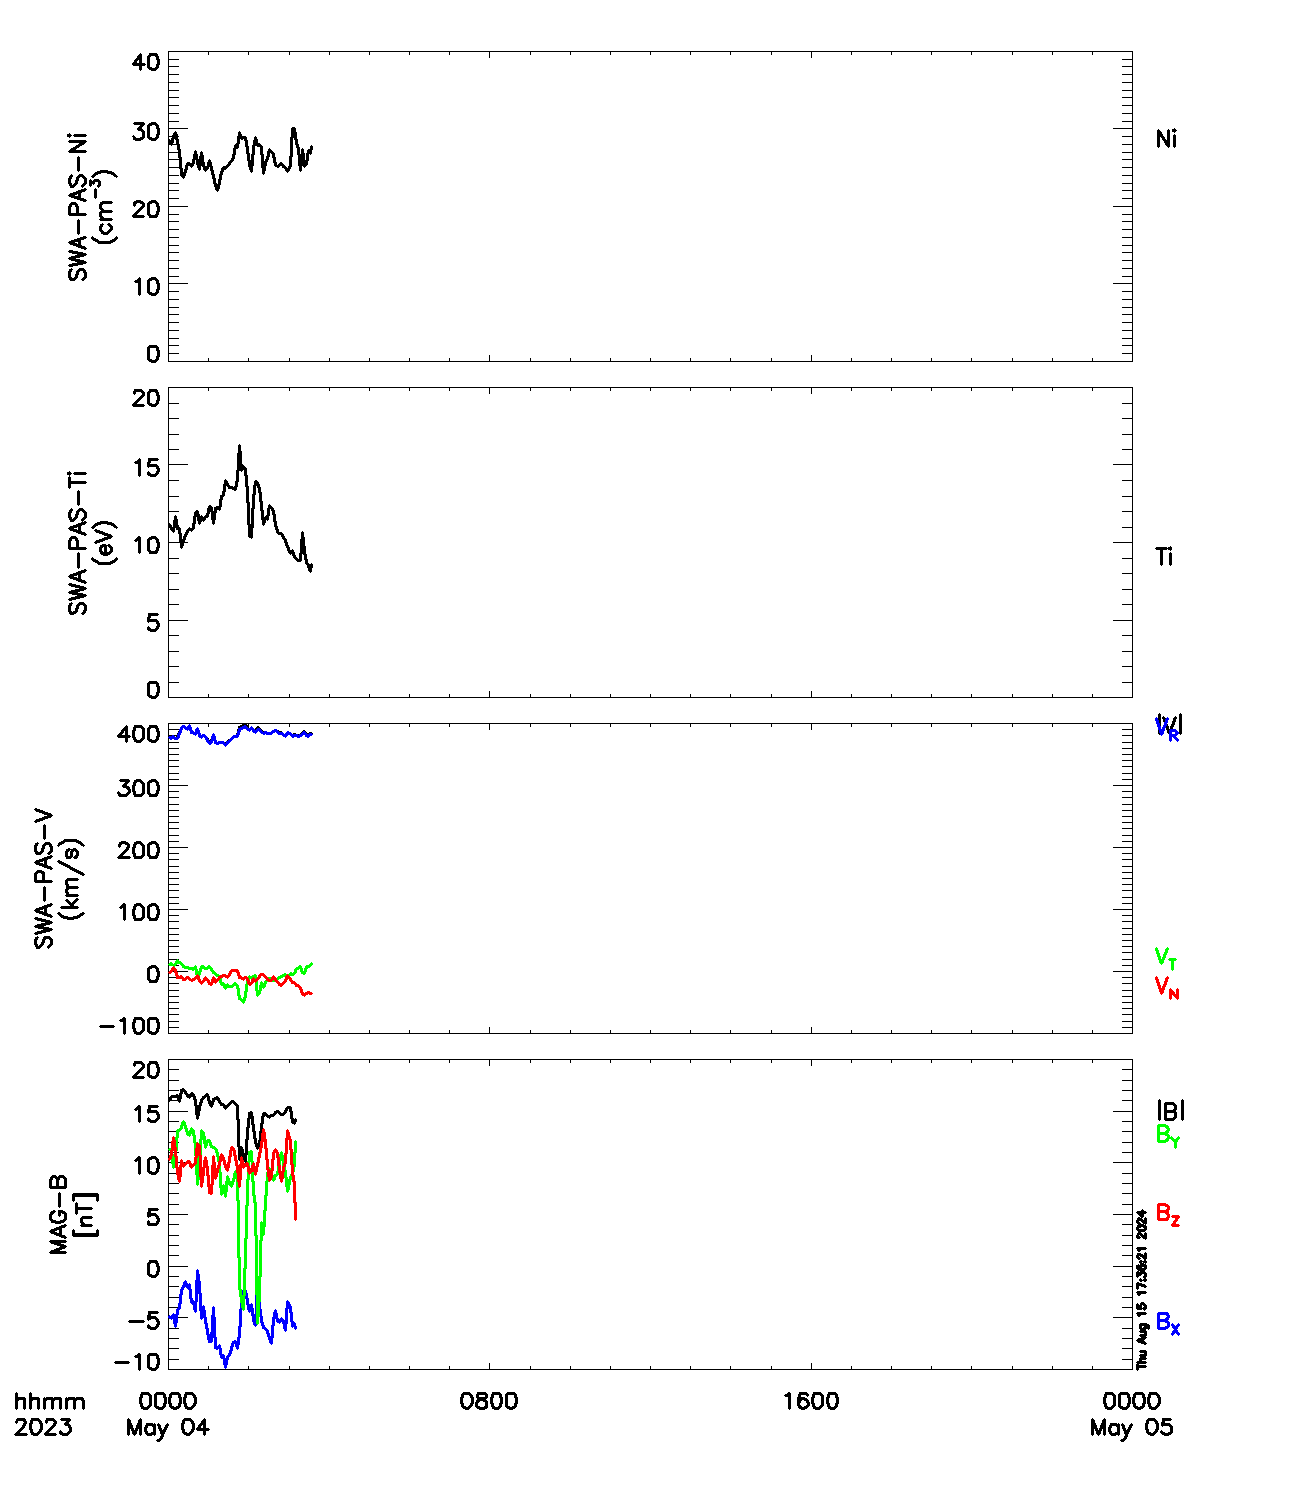 40
30
20
10
0
SWA-PAS-Ni
(cm-3)
Ni
20
15
10
5
0
SWA-PAS-Ti
(eV)
Ti
400
300
200
100
0
-100
SWA-PAS-V
(km/s)
|V|
VR
VT
VN
20
15
10
5
0
-5
-10
MAG-B
[nT]
|B|
BY
BZ
BX
Thu Aug 15 17:36:21 2024
hhmm 0000 0800 1600 0000
2023 May 04 May 05